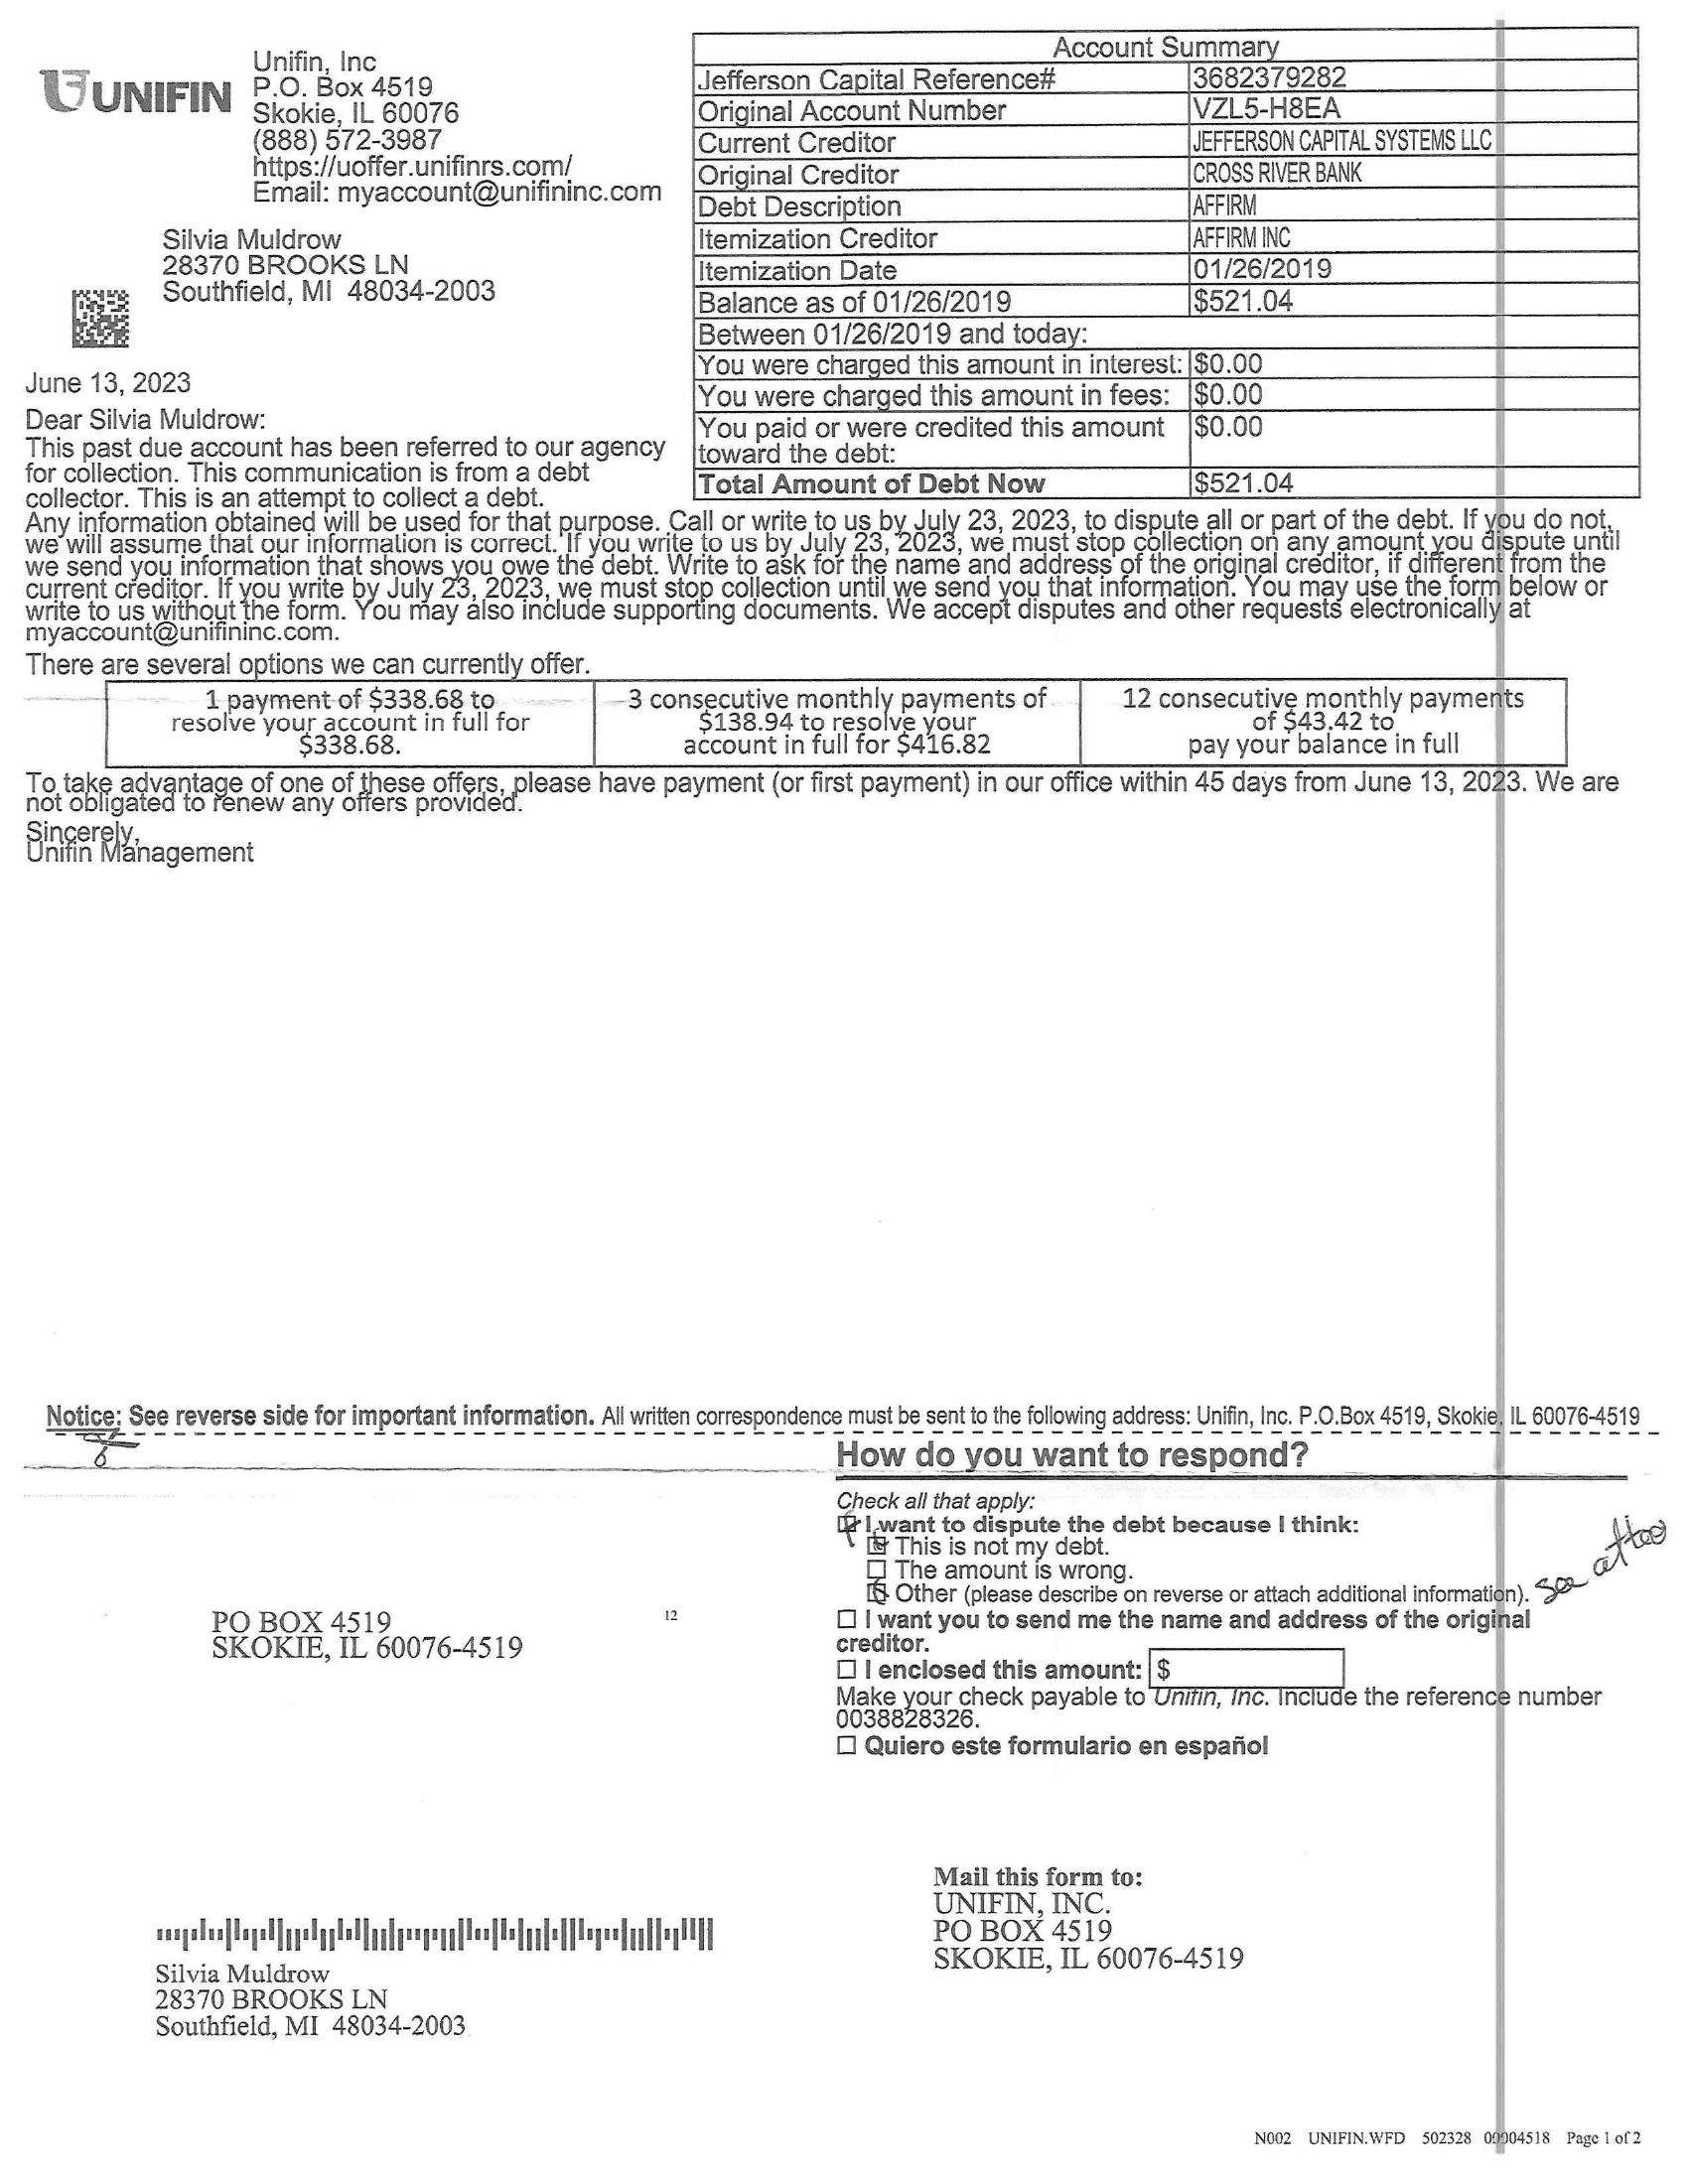 UNIFIN
Unifin, Inc
P.O. Box 4519
Skokie, IL 60076
(888) 572-3987
https://uoffer.unifinrs.com/
Email: myaccount@unifininc.com
Silvia Muldrow
28370 BROOKS LN
Southfield, MI 48034-2003
Account Summary
Jefferson Capital Reference# 3682379282
Original Account Number VZL5-H8EA
Current Creditor JEFFERSON CAPITAL SYSTEMS LLC
Original Creditor CROSS RIVER BANK
Debt Description AFFIRM
Itemization Creditor AFFIRM INC
Itemization Date 01/26/2019
Balance as of 01/26/2019 $521.04
Between 01/26/2019 and today:
You were charged this amount in interest: $0.00
You were charged this amount in fees: $0.00
You paid or were credited this amount $0.00
toward the debt:
Total Amount of Debt Now $521.04
June 13, 2023
Dear Silvia Muldrow:
This past due account has been referred to our agency
for collection. This communication is from a debt
collector. This is an attempt to collect a debt.
Any information obtained will be used for that purpose. Call or write to us by July 23, 2023, to dispute all or part of the debt. If you do not,
we will assume that our information is correct. If you write to us by July 23, 2023, we must stop collection on any amount you dispute until
we send you information that shows you owe the debt. Write to ask for the name and address of the original creditor, if different from the
current creditor. If you write by July 23, 2023, we must stop collection until we send you that information. You may use the form below or
write to us without the form. You may also include supporting documents. We accept disputes and other requests electronically at
myaccount@unifininc.com.
There are several options we can currently offer.
1 payment of $338.68 to
resolve your account in full for
$338.68.
3 consecutive monthly payments of
$138.94 to resolve your
account in full for $416.82
12 consecutive monthly payments
of $43.42 to
pay your balance in full
To take advantage of one of these offers, please have payment (or first payment) in our office within 45 days from June 13, 2023. We are
not obligated to renew any offers provided.
Sincerely,
Unifin Management
Notice: See reverse side for important information. All written correspondence must be sent to the following address: Unifin, Inc. P.O.Box 4519, Skokie, IL 60076-4519
How do you want to respond?
Check all that apply:
I want to dispute the debt because I think:
This is not my debt.
The amount is wrong.
Other (please describe on reverse or attach additional information). see
I want you to send me the name and address of the original
creditor.
I enclosed this amount: $
Make your check payable to Unifin, Inc. Include the reference number
0038828326.
Quiero este formulario en español
PO BOX 4519 12
SKOKIE, IL 60076-4519
Mail this form to:
UNIFIN, INC.
PO BOX 4519
SKOKIE, IL 60076-4519
Silvia Muldrow
28370 BROOKS LN
Southfield, MI 48034-2003
N002 UNIFIN.WFD 502328 00004518 Page 1 of 2